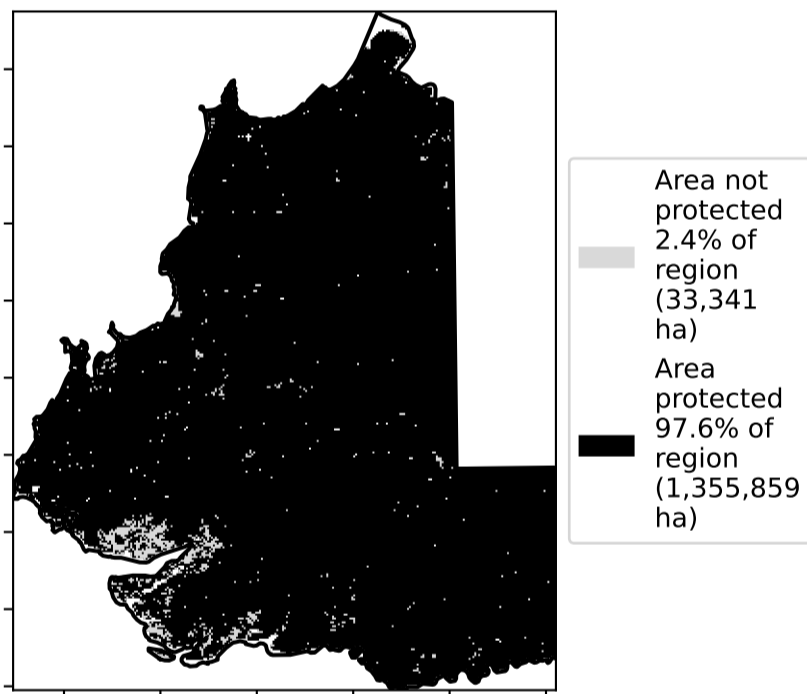 Area not
protected
2.4% of
region
(33,341
ha)
Area
protected
97.6% of
region
(1,355,859
ha)